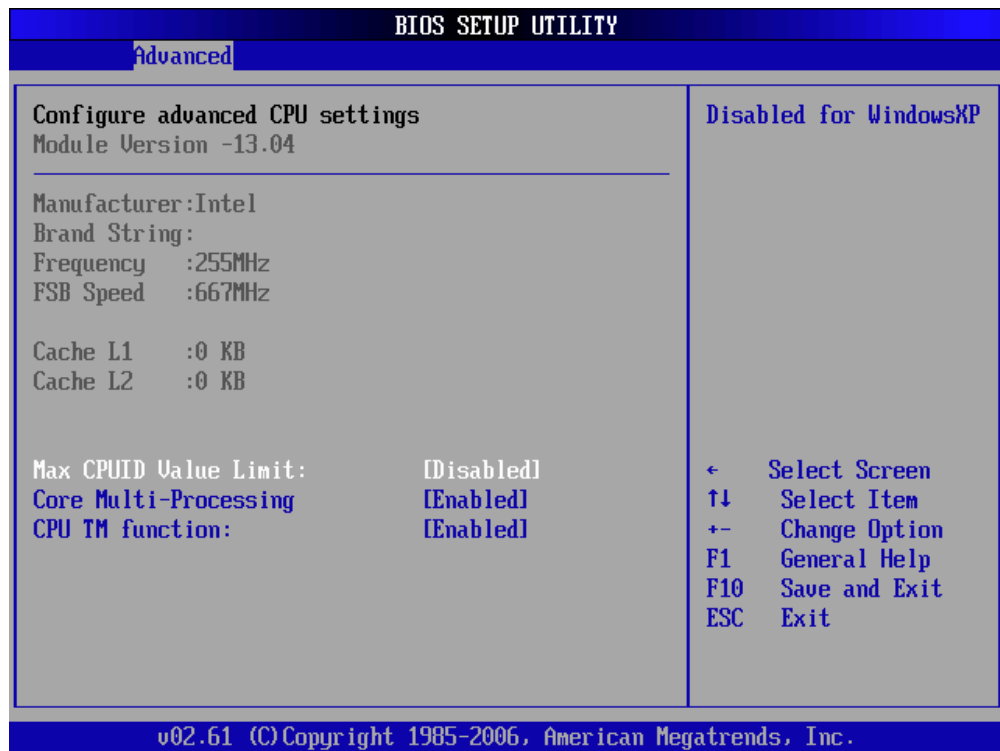 BIOS SETUP UTILITY
Advanced
Configure advanced CPU settings
Module Version -13.04
Manufacturer:Intel
Brand String:
Frequency :255MHz
FSB Speed :667MHz
Cache L1 :0 KB
Cache L2 :0 KB
Max CPUID Value Limit: [Disabled]
Core Multi-Processing [Enabled]
CPU TM function: [Enabled]
Disabled for WindowsXP
← Select Screen
↑↓ Select Item
+- Change Option
F1 General Help
F10 Save and Exit
ESC Exit
v02.61 (C)Copyright 1985-2006, American Megatrends, Inc.